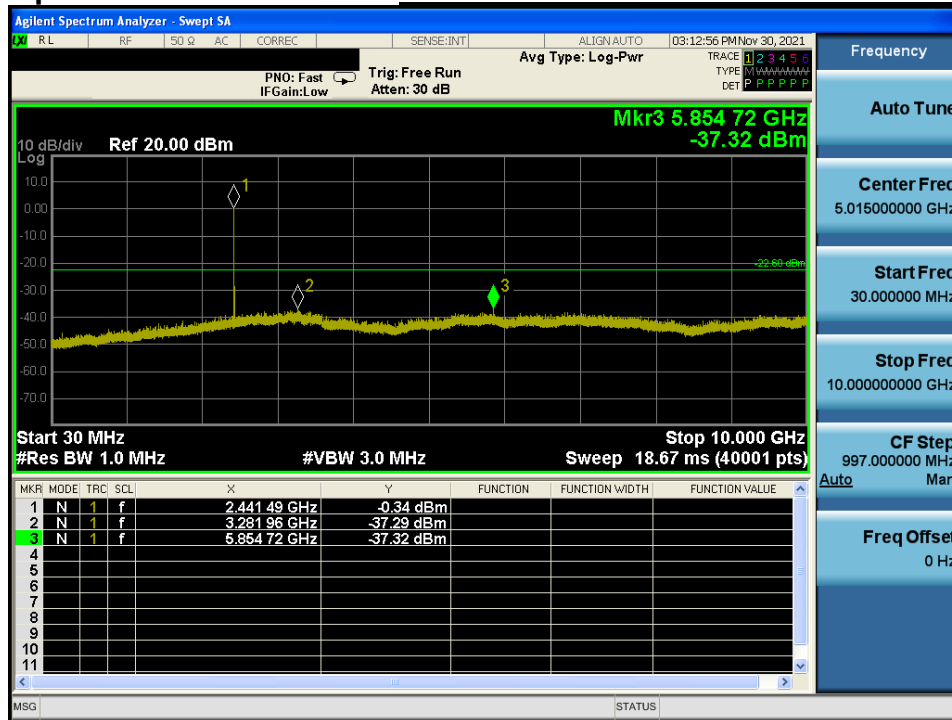 Agilent Spectrum Analyzer - Swept SA
LXI RL RF 50 Ω AC CORREC SENSE:INT ALIGN AUTO 03:12:56 PM Nov 30, 2021
PNO: Fast
IFGain:Low
Trig: Free Run
Atten: 30 dB
Avg Type: Log-Pwr
TRACE 1 2 3 4 5 6
TYPE M
DET P P P P P P
Mkr3 5.854 72 GHz
-37.32 dBm
10 dB/div
Log
Ref 20.00 dBm
10.0
0.00
-10.0
-20.0
-30.0
-40.0
-50.0
-60.0
-70.0
1
2
3
-22.60 dBm
Start 30 MHz
Stop 10.000 GHz
#Res BW 1.0 MHz
#VBW 3.0 MHz
Sweep 18.67 ms (40001 pts)
MKR MODE TRC SCL X Y FUNCTION FUNCTION WIDTH FUNCTION VALUE
1 N 1 f 2.441 49 GHz -0.34 dBm
2 N 1 f 3.281 96 GHz -37.29 dBm
3 N 1 f 5.854 72 GHz -37.32 dBm
4
5
6
7
8
9
10
11
MSG
STATUS
Frequency
Auto Tune
Center Freq
5.015000000 GHz
Start Freq
30.000000 MHz
Stop Freq
10.000000000 GHz
CF Step
997.000000 MHz
Auto Man
Freq Offset
0 Hz